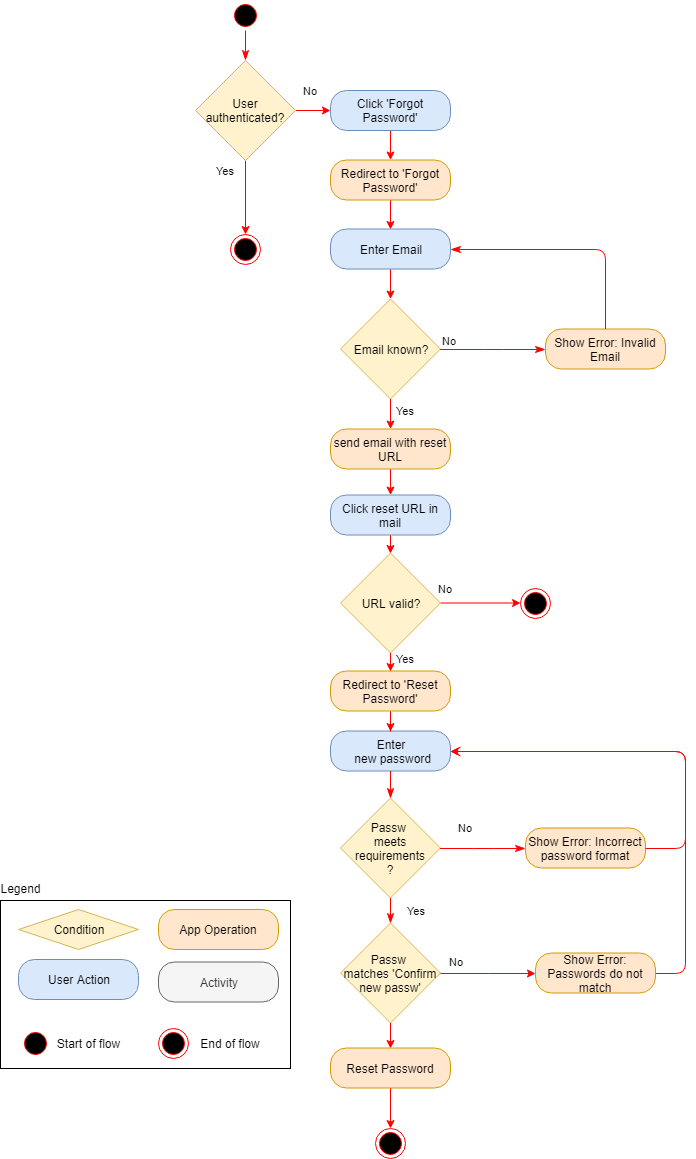 User
authenticated?
No
Yes
Click 'Forgot
Password'
Redirect to 'Forgot
Password'
Enter Email
Email known?
No
Show Error: Invalid
Email
Yes
send email with reset
URL
Click reset URL in
mail
URL valid?
No
Yes
Redirect to 'Reset
Password'
Enter
new password
Passw
meets
requirements
?
No
Show Error: Incorrect
password format
Yes
Passw
matches 'Confirm
new passw'
No
Show Error:
Passwords do not
match
Reset Password
Legend
Condition
App Operation
User Action
Activity
Start of flow
End of flow